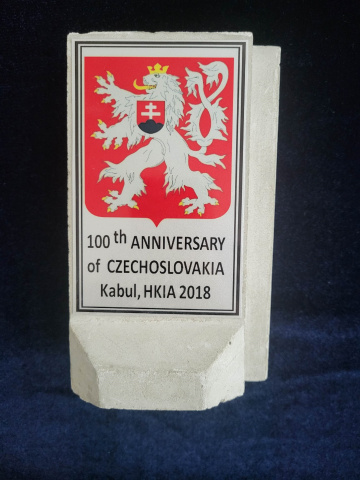 100th ANNIVERSARY
of CZECHOSLOVAKIA
Kabul, HKIA 2018